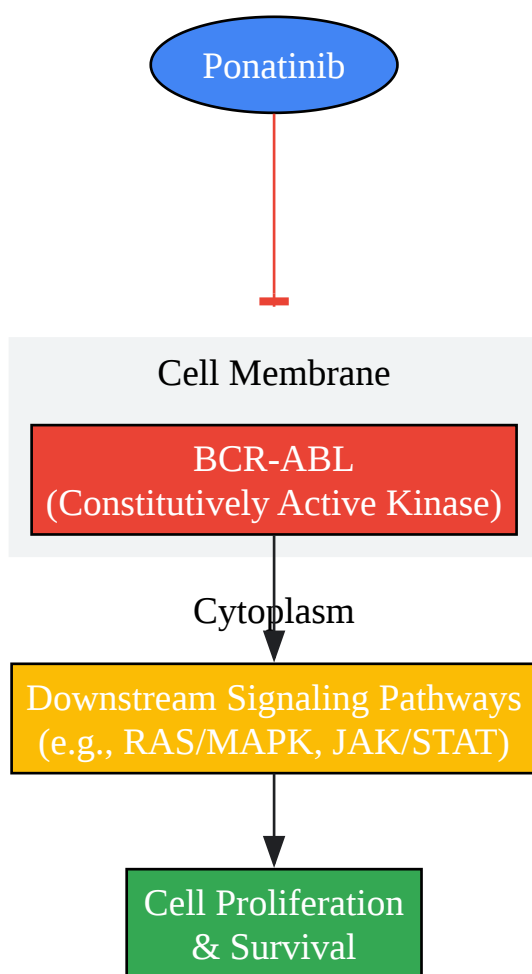 Ponatinib
Cell Membrane
BCR-ABL
(Constitutively Active Kinase)
Cytoplasm
Downstream Signaling Pathways
(e.g., RAS/MAPK, JAK/STAT)
Cell Proliferation
& Survival